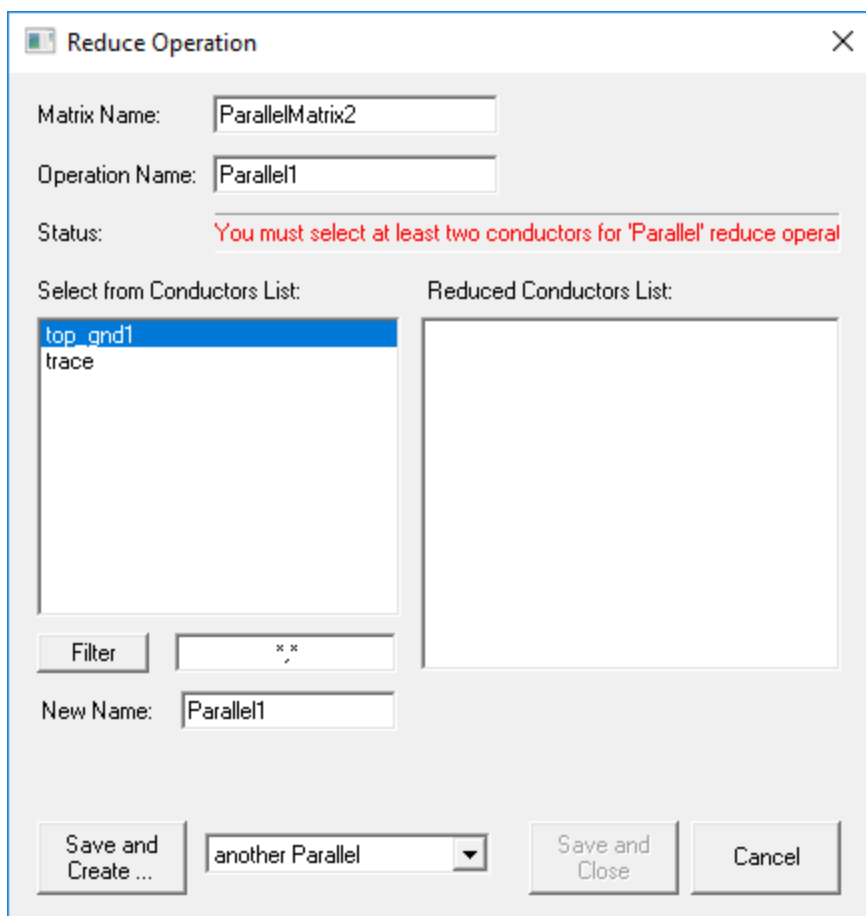 Reduce Operation
Matrix Name: ParallelMatrix2
Operation Name: Parallel1
Status: You must select at least two conductors for 'Parallel' reduce operat
Select from Conductors List: Reduced Conductors List:
top_gnd1
trace
Filter *,*
New Name: Parallel1
Save and another Parallel Save and Cancel
Create ... Close